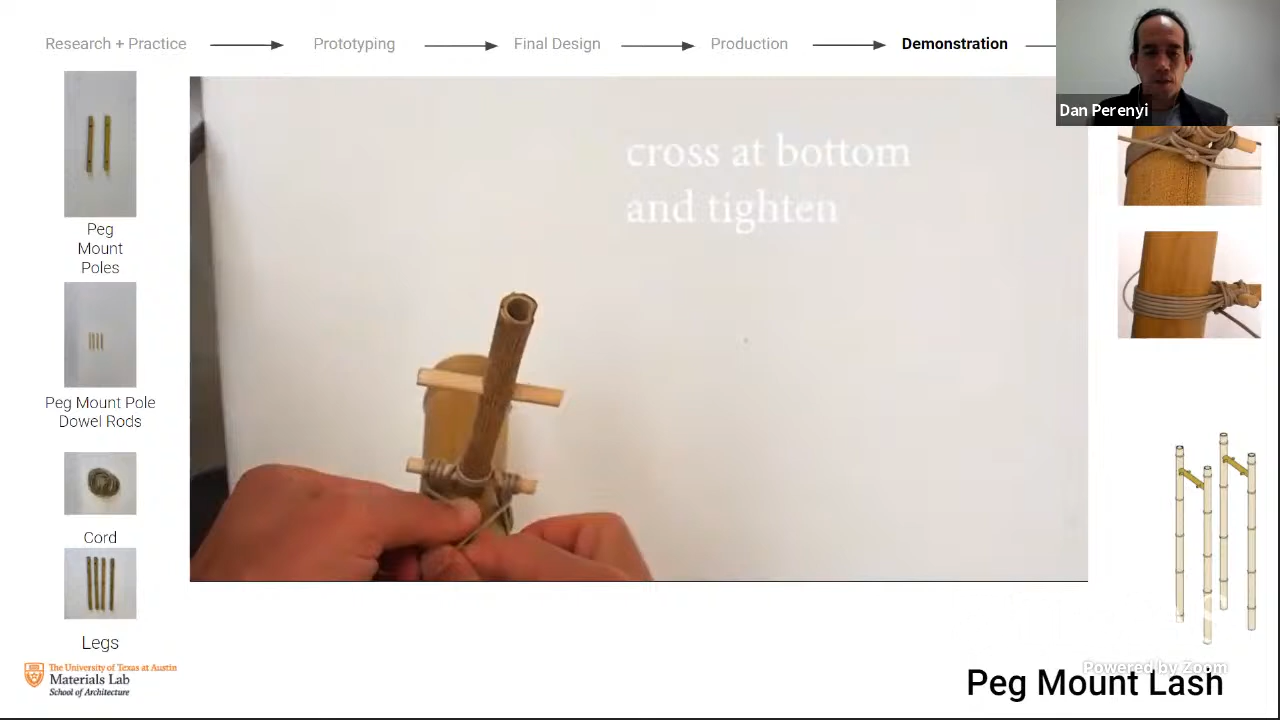 Research + Practice
Prototyping
Final Design
Production
Demonstration
Dan Perenyi
cross at bottom
and tighten
Peg
Mount
Poles
Peg Mount Pole
Dowel Rods
Cord
Legs
The University of Texas at Austin
Materials Lab
School of Architecture
Powered by Zoom
Peg Mount Lash